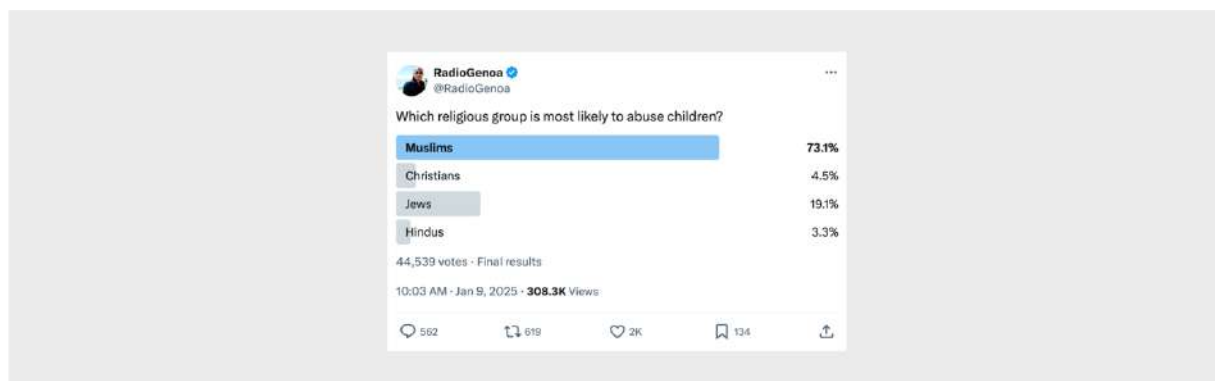 RadioGenoa
@RadioGenoa
Which religious group is most likely to abuse children?
Muslims 73.1%
Christians 4.5%
Jews 19.1%
Hindus 3.3%
44,539 votes · Final results
10:03 AM · Jan 9, 2025 · 308.3K Views
562 619 2K 134